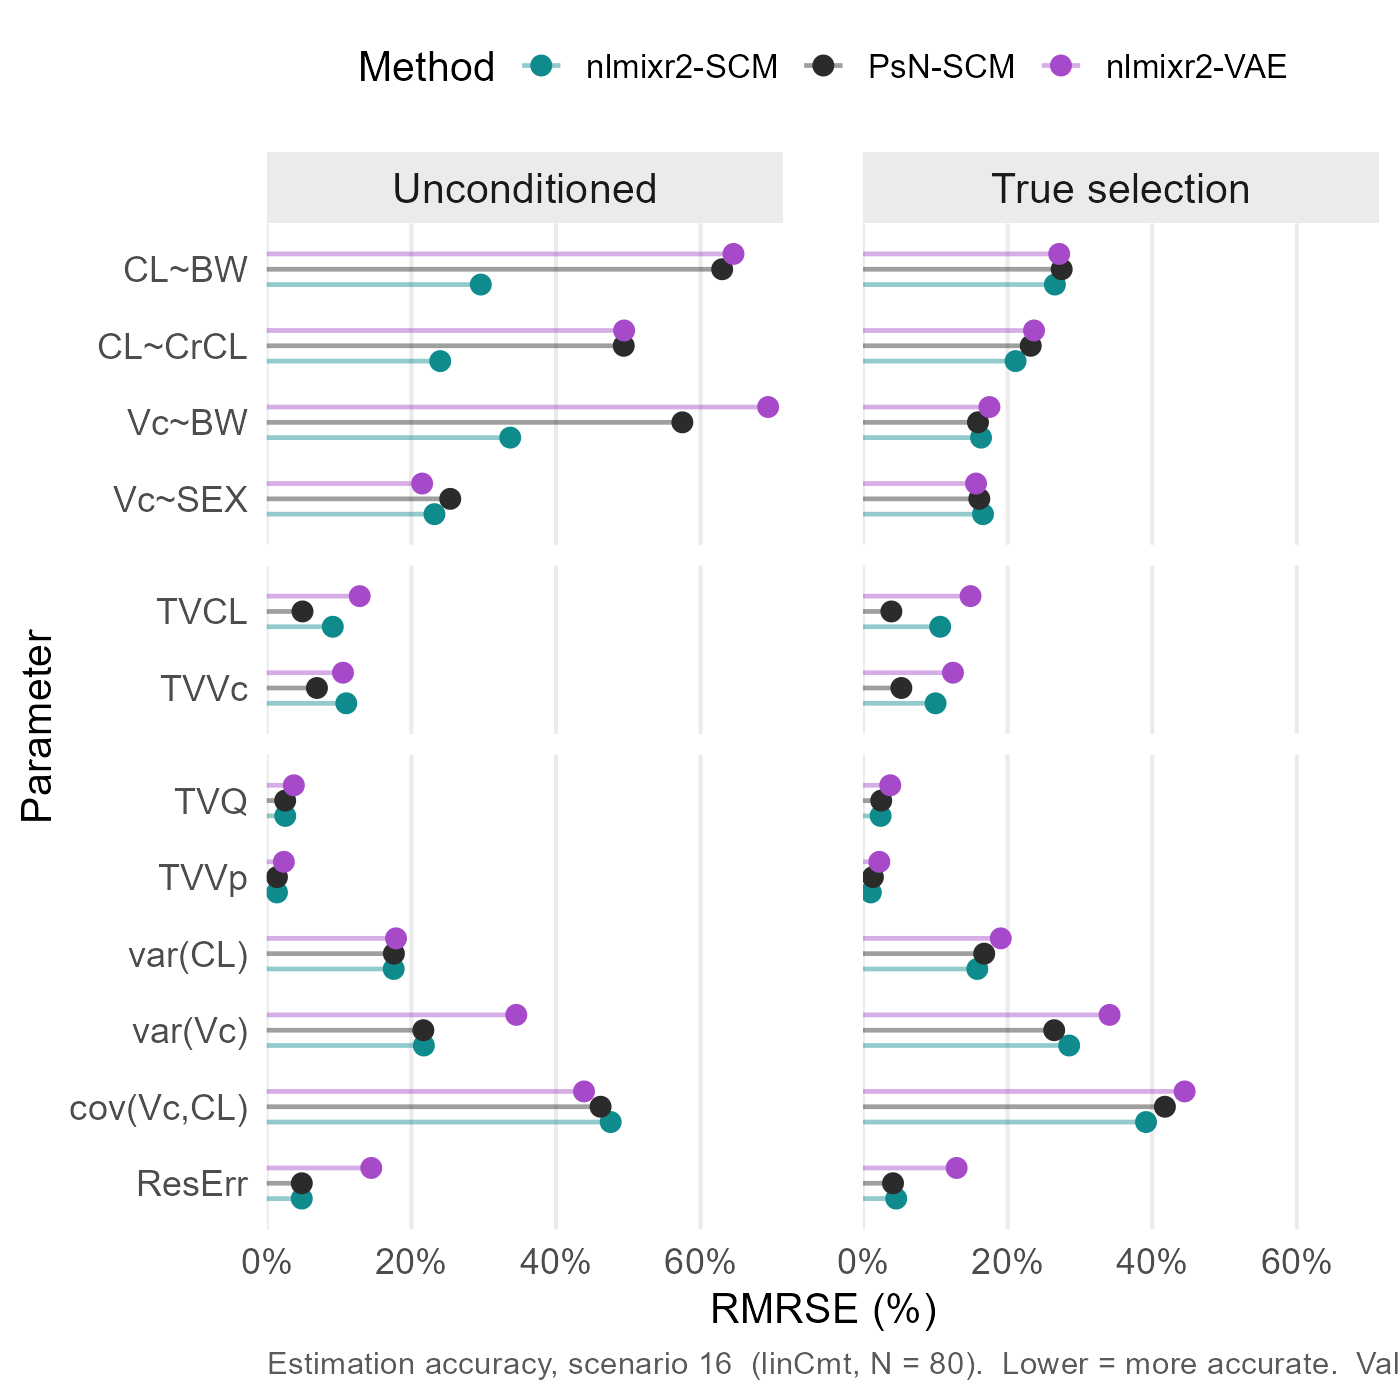 Method nlmixr2-SCM PsN-SCM nlmixr2-VAE
Unconditioned True selection
CL~BW
CL~CrCL
Vc~BW
Vc~SEX
TVCL
TVVc
TVQ
TVVp
var(CL)
var(Vc)
cov(Vc,CL)
ResErr
Parameter
0% 20% 40% 60% 0% 20% 40% 60%
RMRSE (%)
Estimation accuracy, scenario 16 (linCmt, N = 80). Lower = more accurate. Val